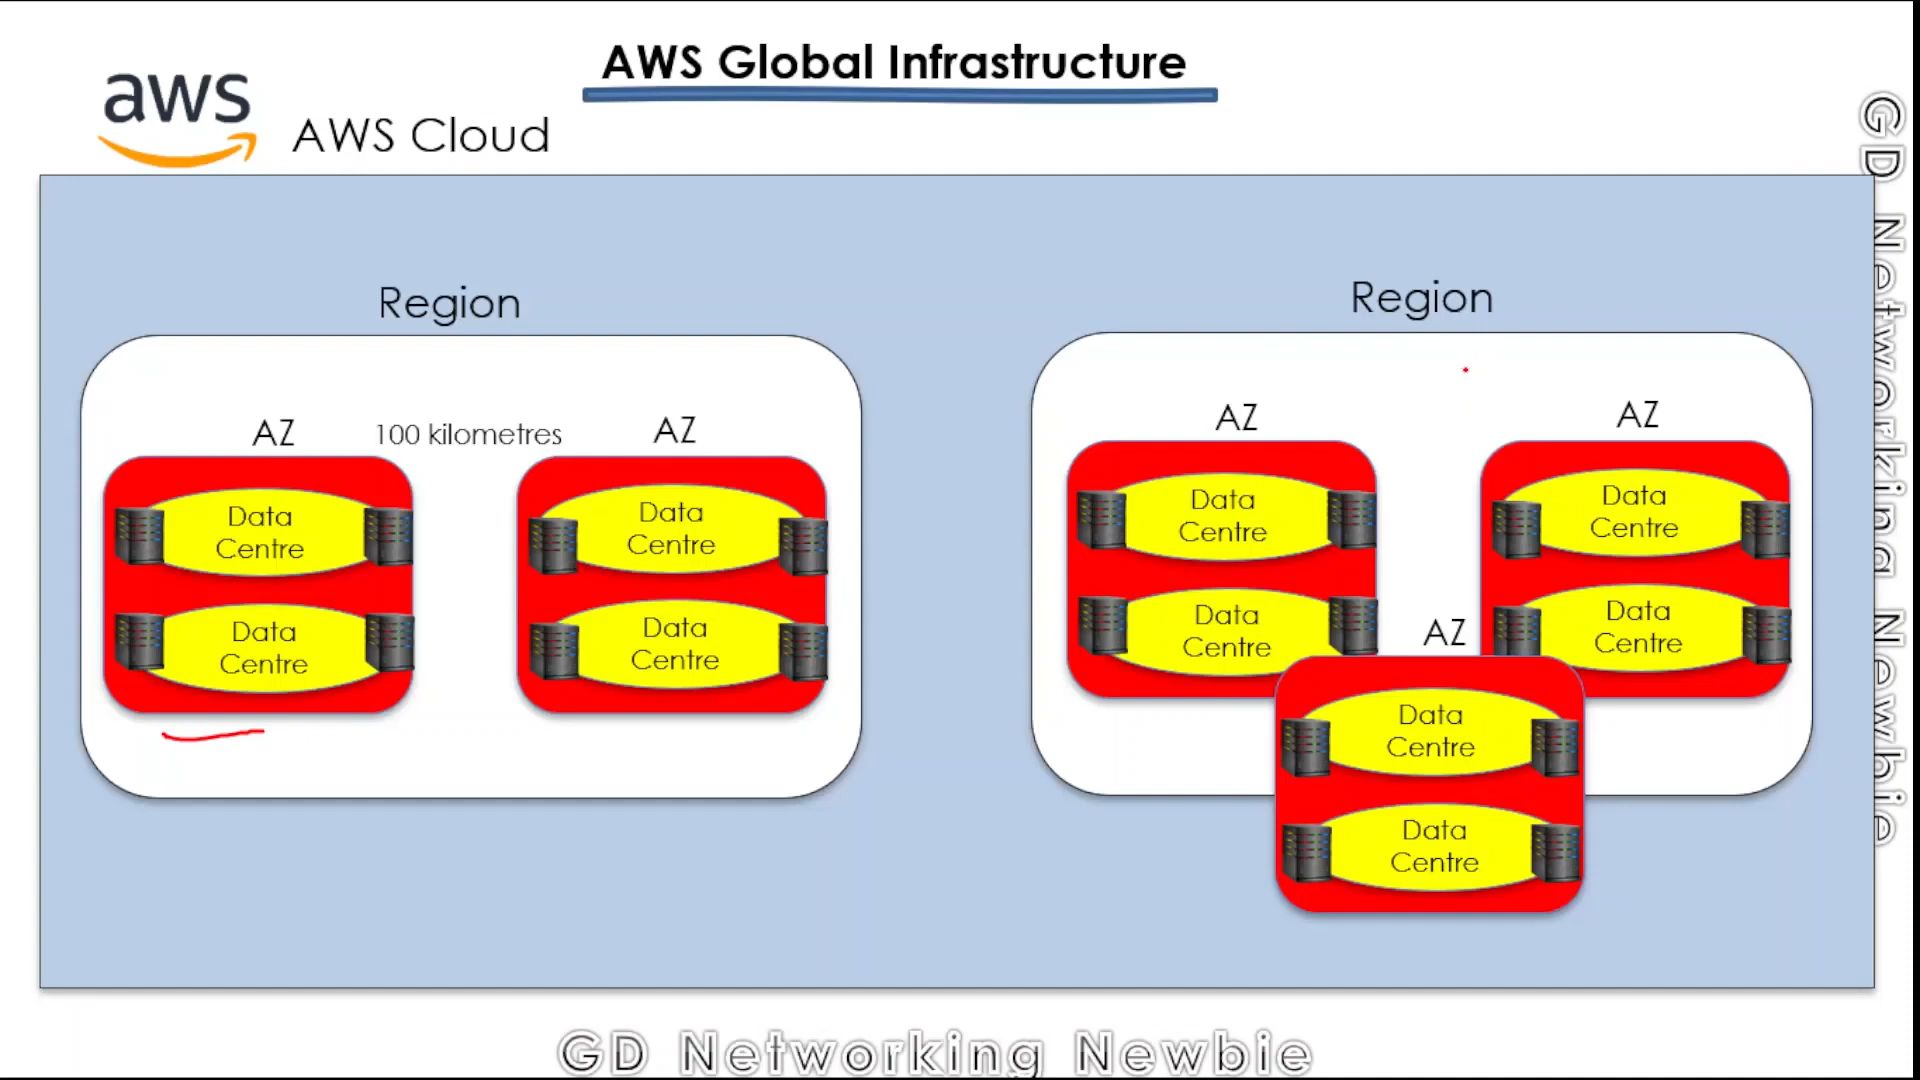 AWS Global Infrastructure
aws
AWS Cloud
Region
AZ
100 kilometres
AZ
Data
Centre
Data
Centre
Data
Centre
Data
Centre
Region
AZ
AZ
Data
Centre
Data
Centre
Data
Centre
Data
Centre
AZ
Data
Centre
Data
Centre
GD Networking Newbie
GD Networking Newbie